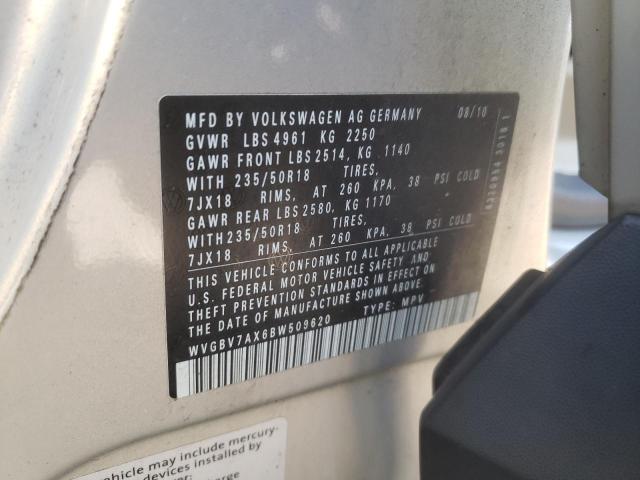 MFD BY VOLKSWAGEN AG GERMANY 08/10
GVWR LBS 4961 KG 2250
GAWR FRONT LBS 2514, KG 1140
WITH 235/50R18 TIRES,
7JX18 RIMS, AT 260 KPA, 38 PSI COLD
GAWR REAR LBS 2580, KG 1170
WITH 235/50R18 TIRES,
7JX18 RIMS, AT 260 KPA, 38 PSI COLD
THIS VEHICLE CONFORMS TO ALL APPLICABLE
U.S. FEDERAL MOTOR VEHICLE SAFETY AND
THEFT PREVENTION STANDARDS IN EFFECT ON
THE DATE OF MANUFACTURE SHOWN ABOVE.
WVGBV7AX6BW509620 TYPE: MPV
vehicle may include mercury-
devices installed by